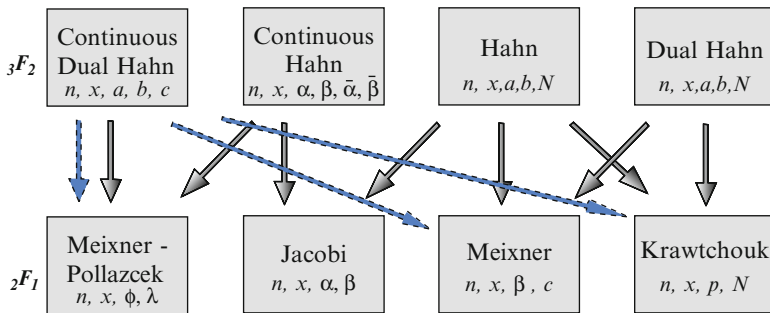 ₃F₂
Continuous
Dual Hahn
n, x, a, b, c
Continuous
Hahn
n, x, α, β, ᾱ, β̄
Hahn
n, x,a,b,N
Dual Hahn
n, x,a,b,N
₂F₁
Meixner -
Pollazcek
n, x, ϕ, λ
Jacobi
n, x, α, β
Meixner
n, x, β , c
Krawtchouk
n, x, p, N